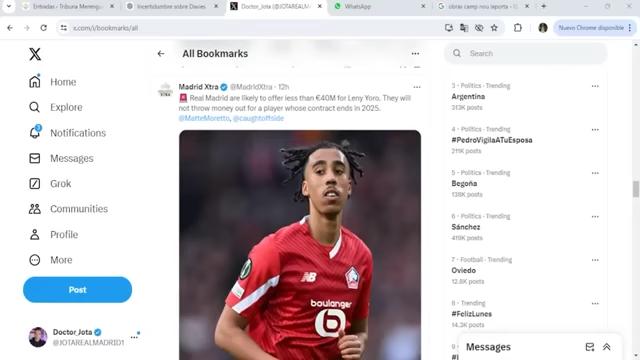 Entradas - Tribuna Merengue
Incertidumbre sobre Davies
Doctor_Jota (@JOTAREALM
WhatsApp
obras camp nou laporta - G
x.com/i/bookmarks/all
Nuevo Chrome disponible
All Bookmarks
Search
Home
Explore
Notifications
Messages
Grok
Communities
Profile
More
Post
Doctor_Jota
@JOTAREALMADRID1
Madrid Xtra @MadridXtra · 12h
Real Madrid are likely to offer less than €40M for Leny Yoro. They will
not throw money out for a player whose contract ends in 2025.
@MatteMoretto, @caughtoffside
NB
boulanger
3 · Politics · Trending
Argentina
313K posts
4 · Politics · Trending
#PedroVigilaATuEsposa
211K posts
5 · Politics · Trending
Begoña
138K posts
6 · Politics · Trending
Sánchez
419K posts
7 · Football · Trending
Oviedo
12.8K posts
8 · Trending
#FelizLunes
14.3K posts
Messages